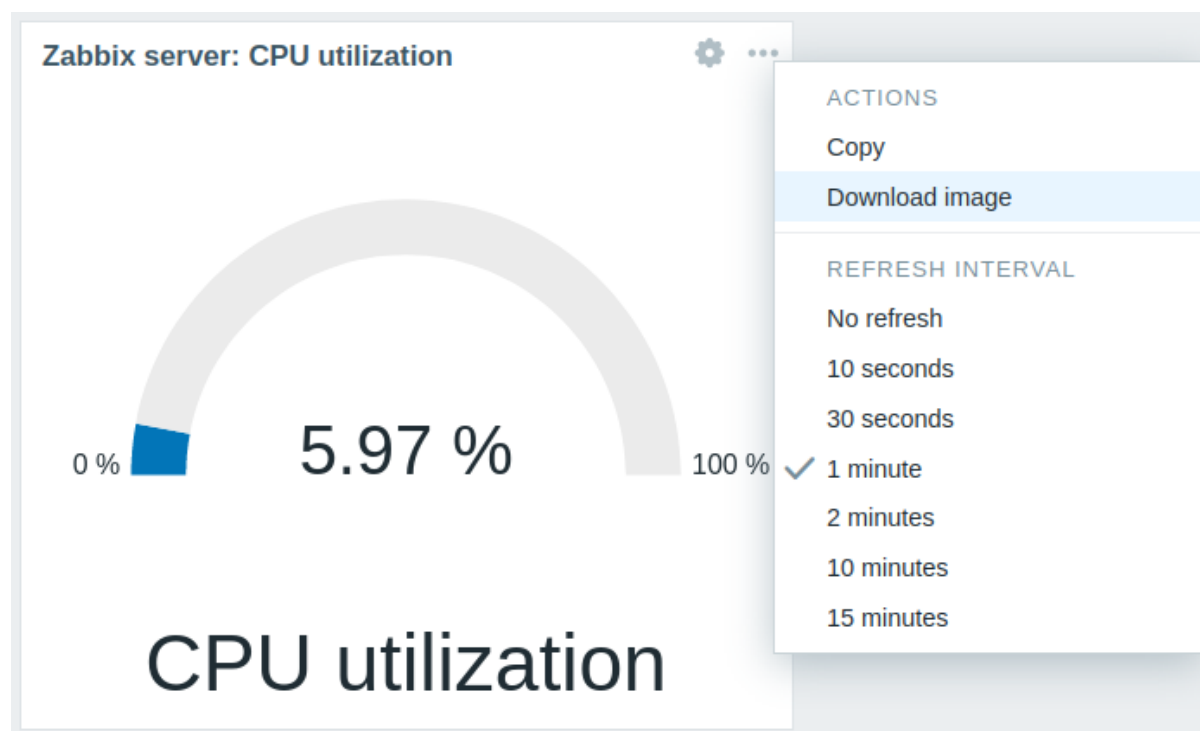 Zabbix server: CPU utilization
0 %
5.97 %
100 %
CPU utilization
ACTIONS
Copy
Download image
REFRESH INTERVAL
No refresh
10 seconds
30 seconds
1 minute
2 minutes
10 minutes
15 minutes